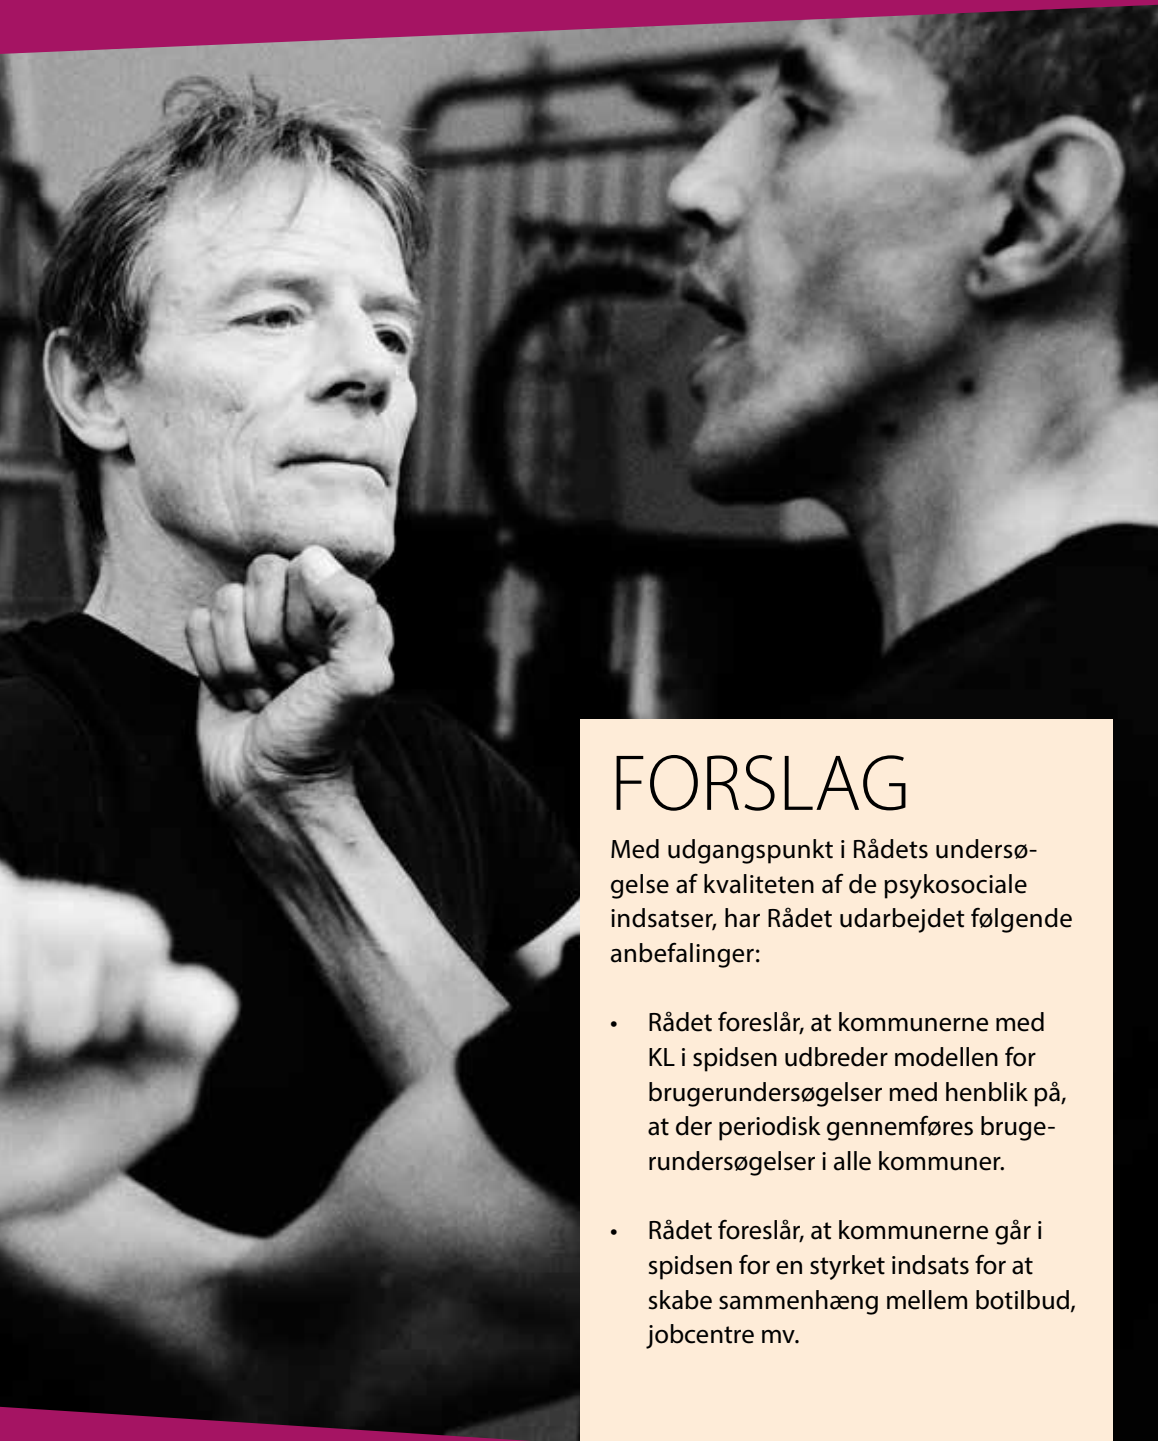 FORSLAG
Med udgangspunkt i Rådets undersø-
gelse af kvaliteten af de psykosociale
indsatser, har Rådet udarbejdet følgende
anbefalinger:
• Rådet foreslår, at kommunerne med
KL i spidsen udbreder modellen for
brugerundersøgelser med henblik på,
at der periodisk gennemføres bruge-
rundersøgelser i alle kommuner.
• Rådet foreslår, at kommunerne går i
spidsen for en styrket indsats for at
skabe sammenhæng mellem botilbud,
jobcentre mv.